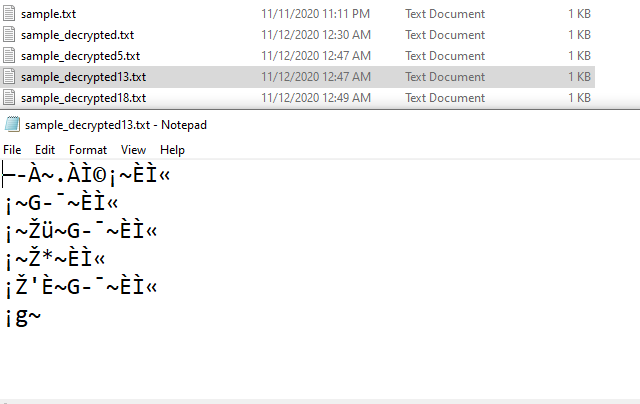 sample.txt 11/11/2020 11:11 PM Text Document 1 KB
sample_decrypted.txt 11/12/2020 12:30 AM Text Document 1 KB
sample_decrypted5.txt 11/12/2020 12:47 AM Text Document 1 KB
sample_decrypted13.txt 11/12/2020 12:47 AM Text Document 1 KB
sample_decrypted18.txt 11/12/2020 12:49 AM Text Document 1 KB
sample_decrypted13.txt - Notepad
File Edit Format View Help
—-À~.ÀÌ©¡~ÈÌ«
¡~G-¯~ÈÌ«
¡~Žü~G-¯~ÈÌ«
¡~Ž*~ÈÌ«
¡Ž'È~G-¯~ÈÌ«
¡g~